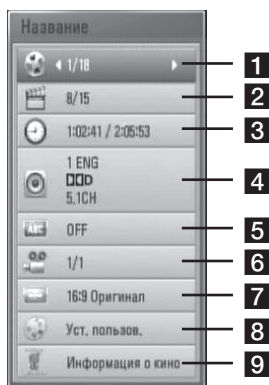 Название
1/18 1
8/15 2
1:02:41 / 2:05:53 3
1 ENG
D 4
5.1CH
ABC OFF 5
1/1 6
16:9 Оригинал 7
Уст. пользов. 8
Информация о кино 9